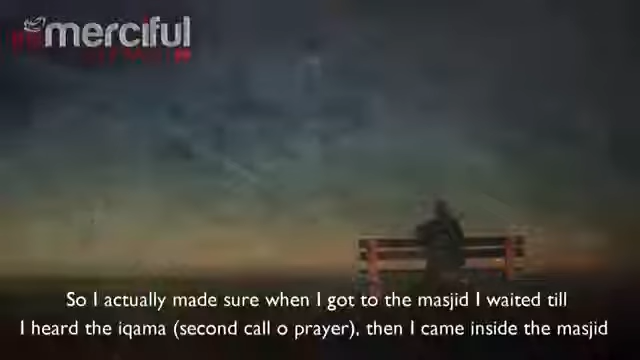 merciful
So I actually made sure when I got to the masjid I waited till
I heard the iqama (second call o prayer), then I came inside the masjid